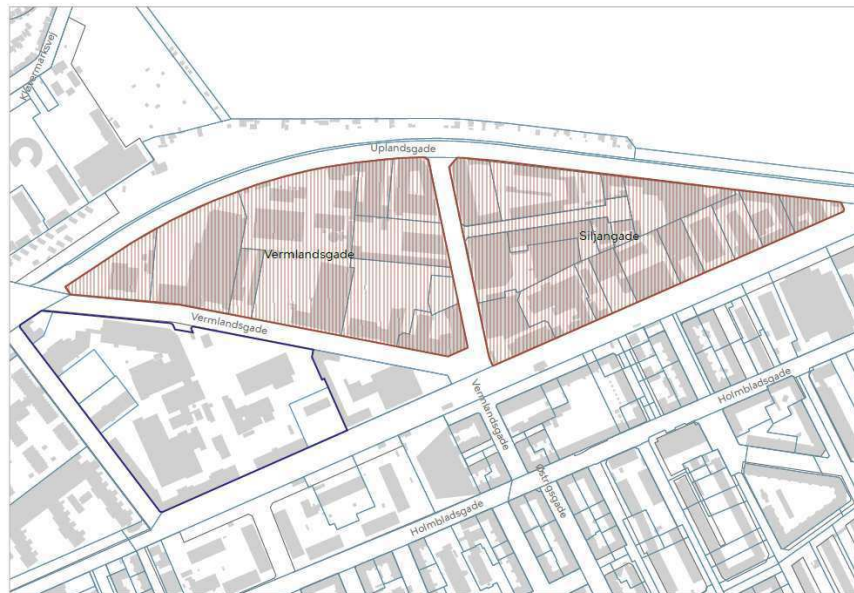 Kløvermarksvej
Uplandsgade
Vermlandsgade
Siljangade
Vermlandsgade
Vermlandsgade
Holmbladsgade
Østrigsgade
Holmbladsgade